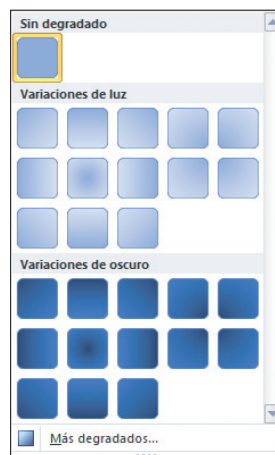 Sin degradado
Variaciones de luz
Variaciones de oscuro
Más degradados...